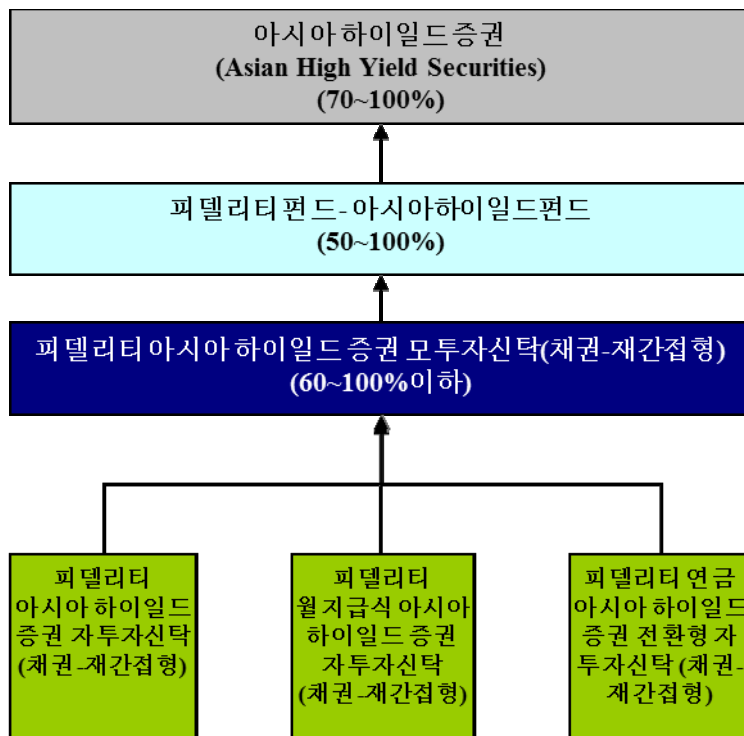 아시아 하이일드 증권
(Asian High Yield Securities)
(70~100%)
피델리티펀드- 아시아하이일드펀드
(50~100%)
피델리티 아시아 하이일드 증권 모투자신탁(채권-재간접형)
(60~100%이하)
피델리티
아시아 하이일드
증권 자투자신탁
(채권-재간접형)
피델리티
월지급식 아시아
하이일드 증권
자투자신탁
(채권-재간접형)
피델리티 연금
아시아 하이일드
증권 전환형 자
투자신탁 (채권-
재간접형)